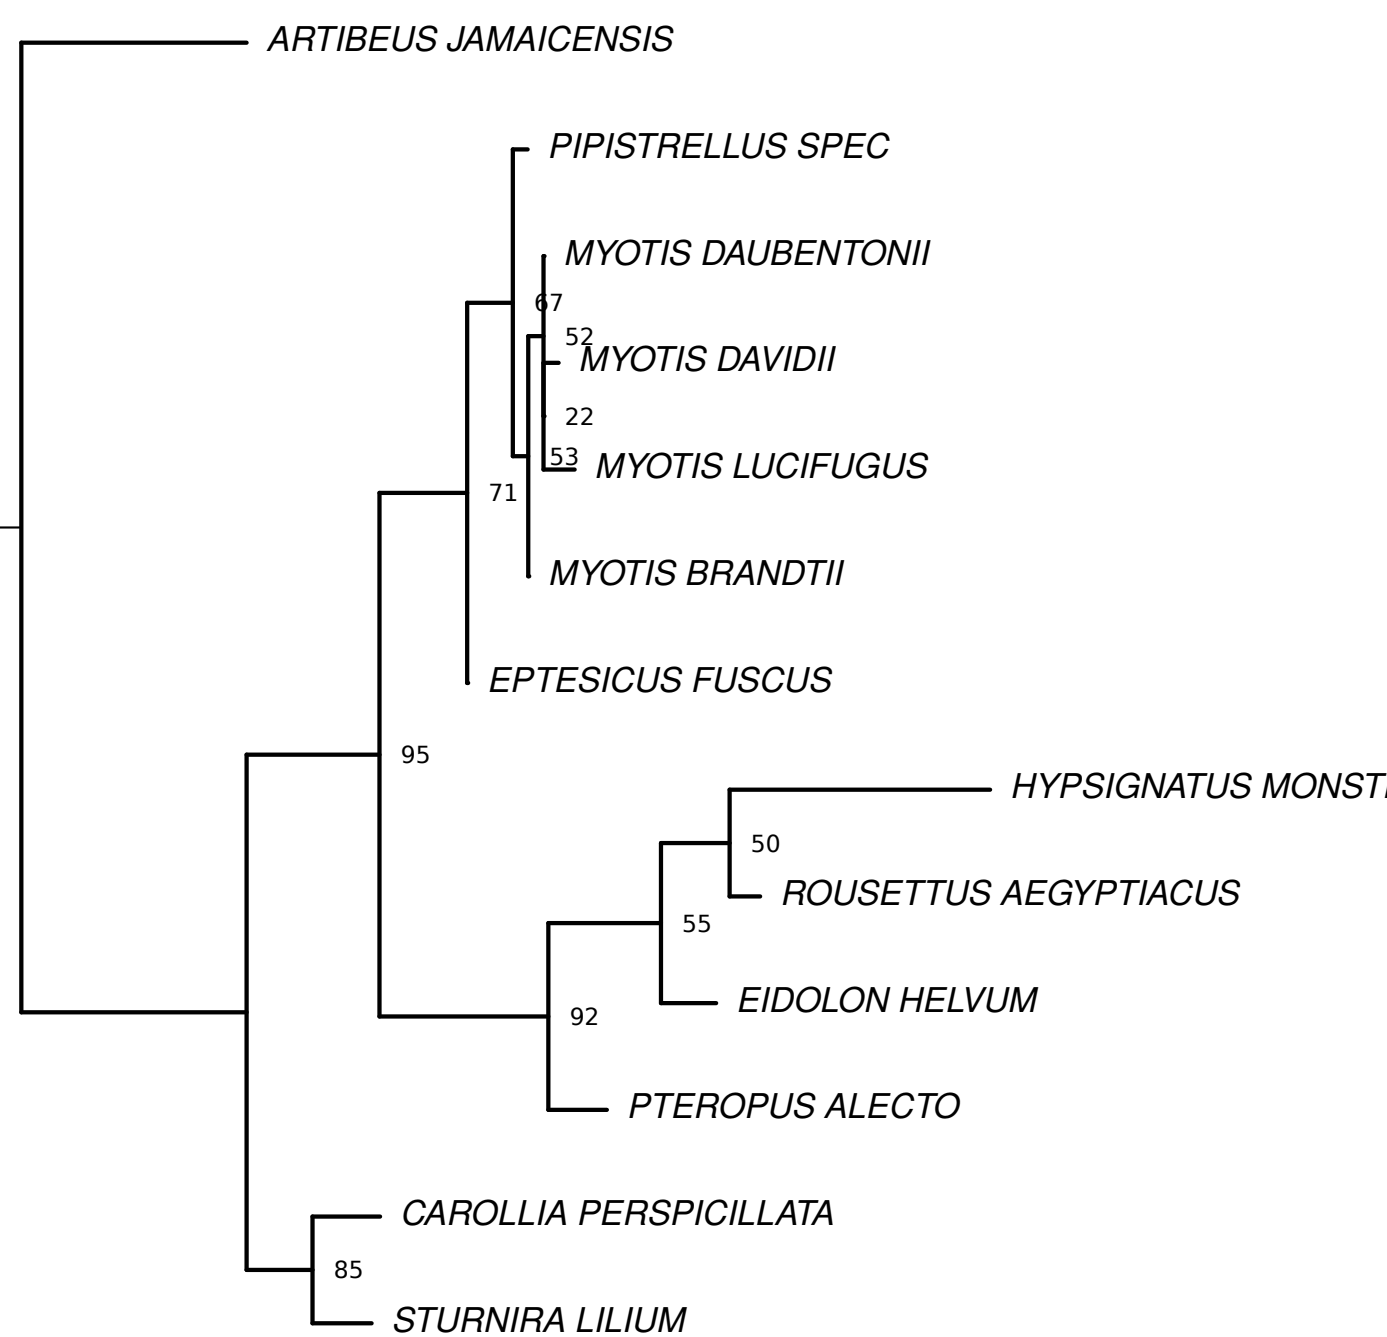 ARTIBEUS JAMAICENSIS
PIPISTRELLUS SPEC
MYOTIS DAUBENTONII
67
52
MYOTIS DAVIDII
22
53
MYOTIS LUCIFUGUS
71
MYOTIS BRANDTII
EPTESICUS FUSCUS
95
HYPSIGNATUS
50
ROUSETTUS AEGYPTIACUS
55
EIDOLON HELVUM
92
PTEROPUS ALECTO
CAROLLIA PERSPICILLATA
85
STURNIRA LILIUM